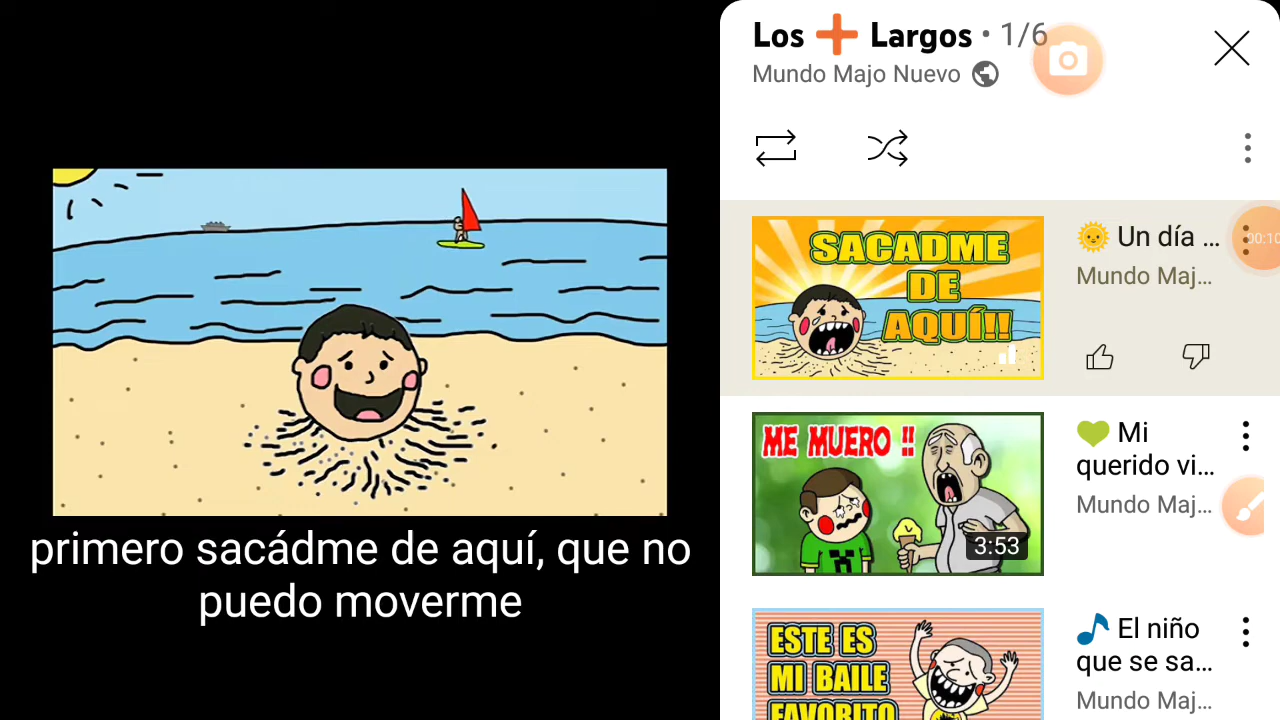 Los ➕ Largos • 1/6
Mundo Majo Nuevo
SACADME
DE
AQUÍ!!
🌞 Un día ...
Mundo Maj...
00:10
ME MUERO !!
3:53
💚 Mi
querido vi...
Mundo Maj...
ESTE ES
MI BAILE
FAVORITO
🎵 El niño
que se sa...
Mundo Maj...
primero sacádme de aquí, que no
puedo moverme